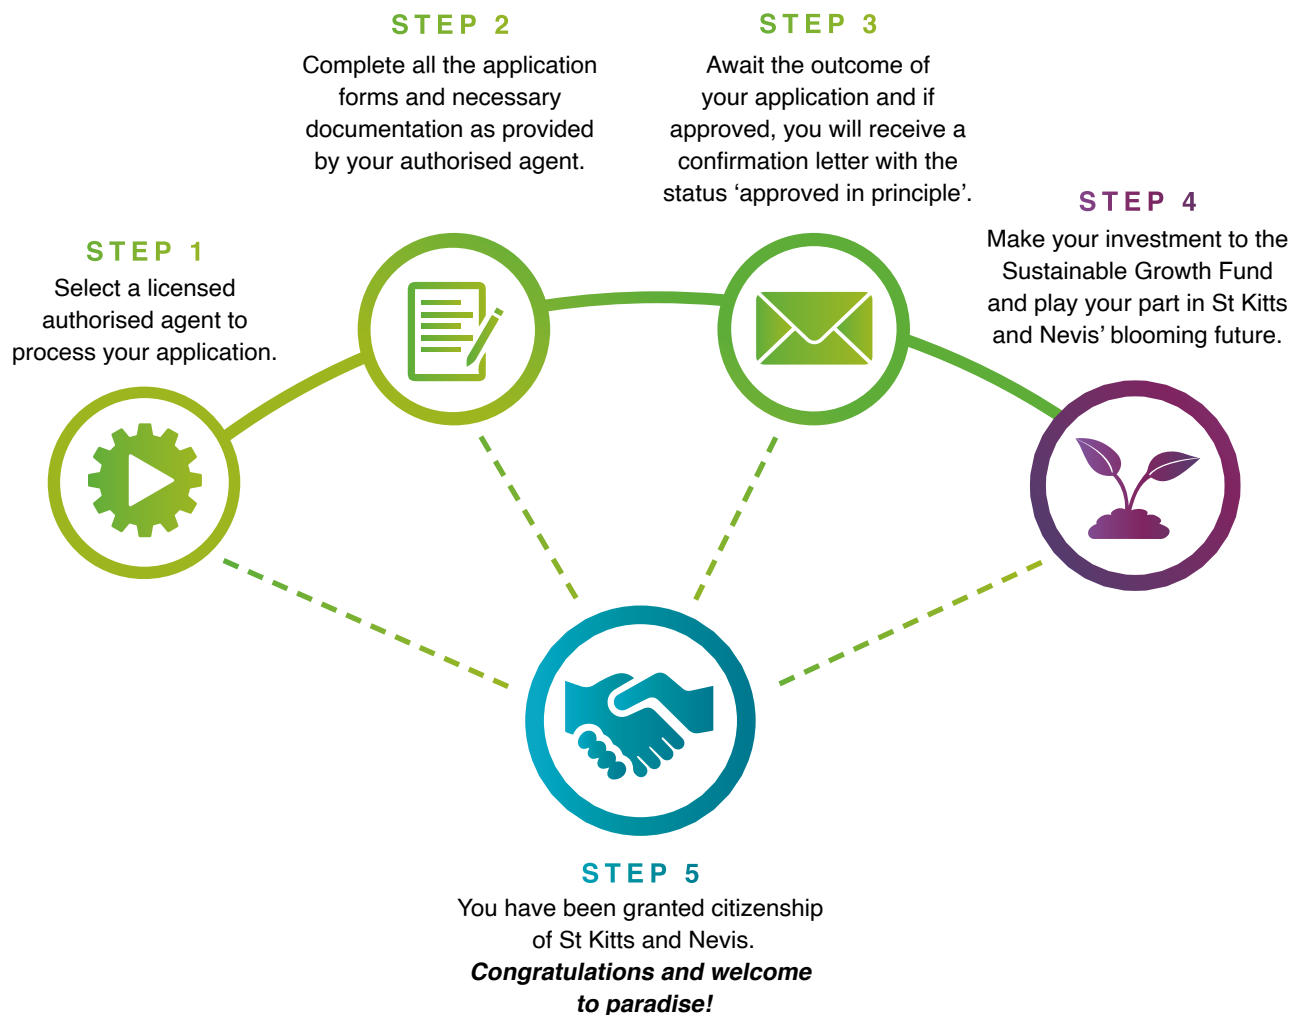 STEP 1
Select a licensed
authorised agent to
process your application.
STEP 2
Complete all the application
forms and necessary
documentation as provided
by your authorised agent.
STEP 3
Await the outcome of
your application and if
approved, you will receive a
confirmation letter with the
status ‘approved in principle’.
STEP 4
Make your investment to the
Sustainable Growth Fund
and play your part in St Kitts
and Nevis’ blooming future.
STEP 5
You have been granted citizenship
of St Kitts and Nevis.
Congratulations and welcome
to paradise!